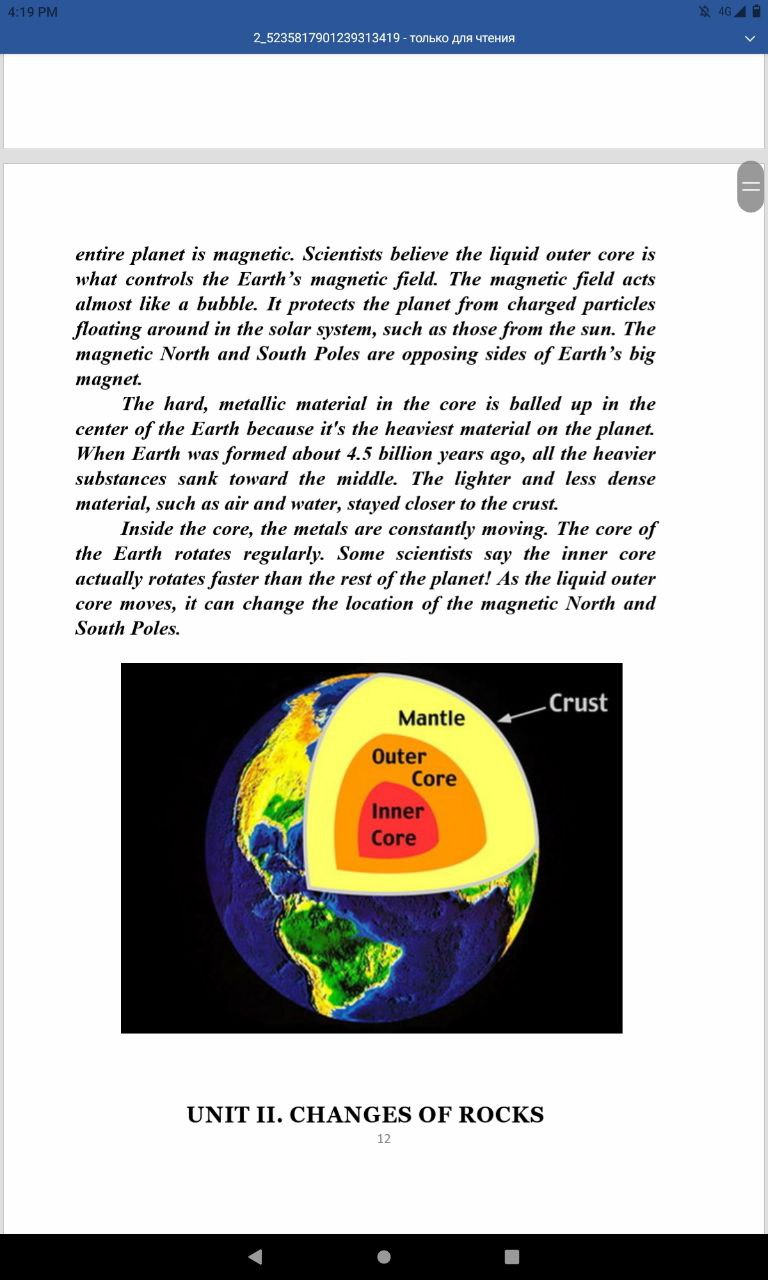 4:19 PM
4G
2_5235817901239313419 - только для чтения
entire planet is magnetic. Scientists believe the liquid outer core is
what controls the Earth’s magnetic field. The magnetic field acts
almost like a bubble. It protects the planet from charged particles
floating around in the solar system, such as those from the sun. The
magnetic North and South Poles are opposing sides of Earth’s big
magnet.
The hard, metallic material in the core is balled up in the
center of the Earth because it's the heaviest material on the planet.
When Earth was formed about 4.5 billion years ago, all the heavier
substances sank toward the middle. The lighter and less dense
material, such as air and water, stayed closer to the crust.
Inside the core, the metals are constantly moving. The core of
the Earth rotates regularly. Some scientists say the inner core
actually rotates faster than the rest of the planet! As the liquid outer
core moves, it can change the location of the magnetic North and
South Poles.
Crust
Mantle
Outer
Core
Inner
Core
UNIT II. CHANGES OF ROCKS
12